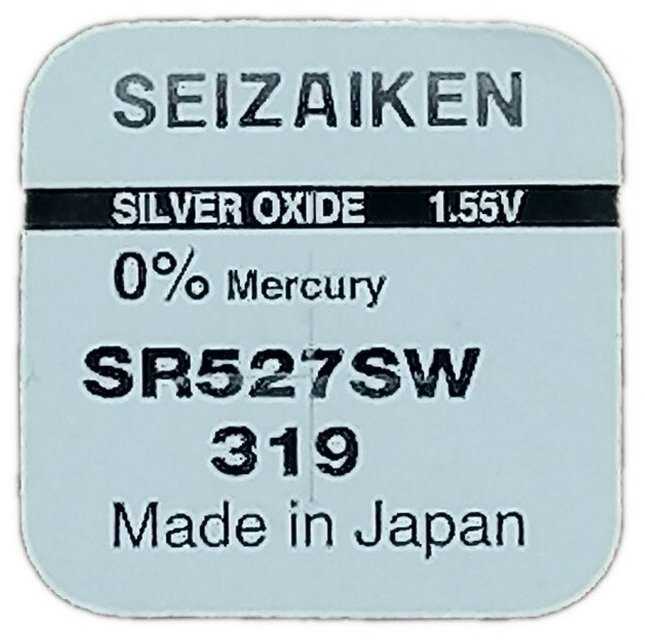 SEIZAIKEN
SILVER OXIDE 1.55V
0% Mercury
SR527SW
319
Made in Japan